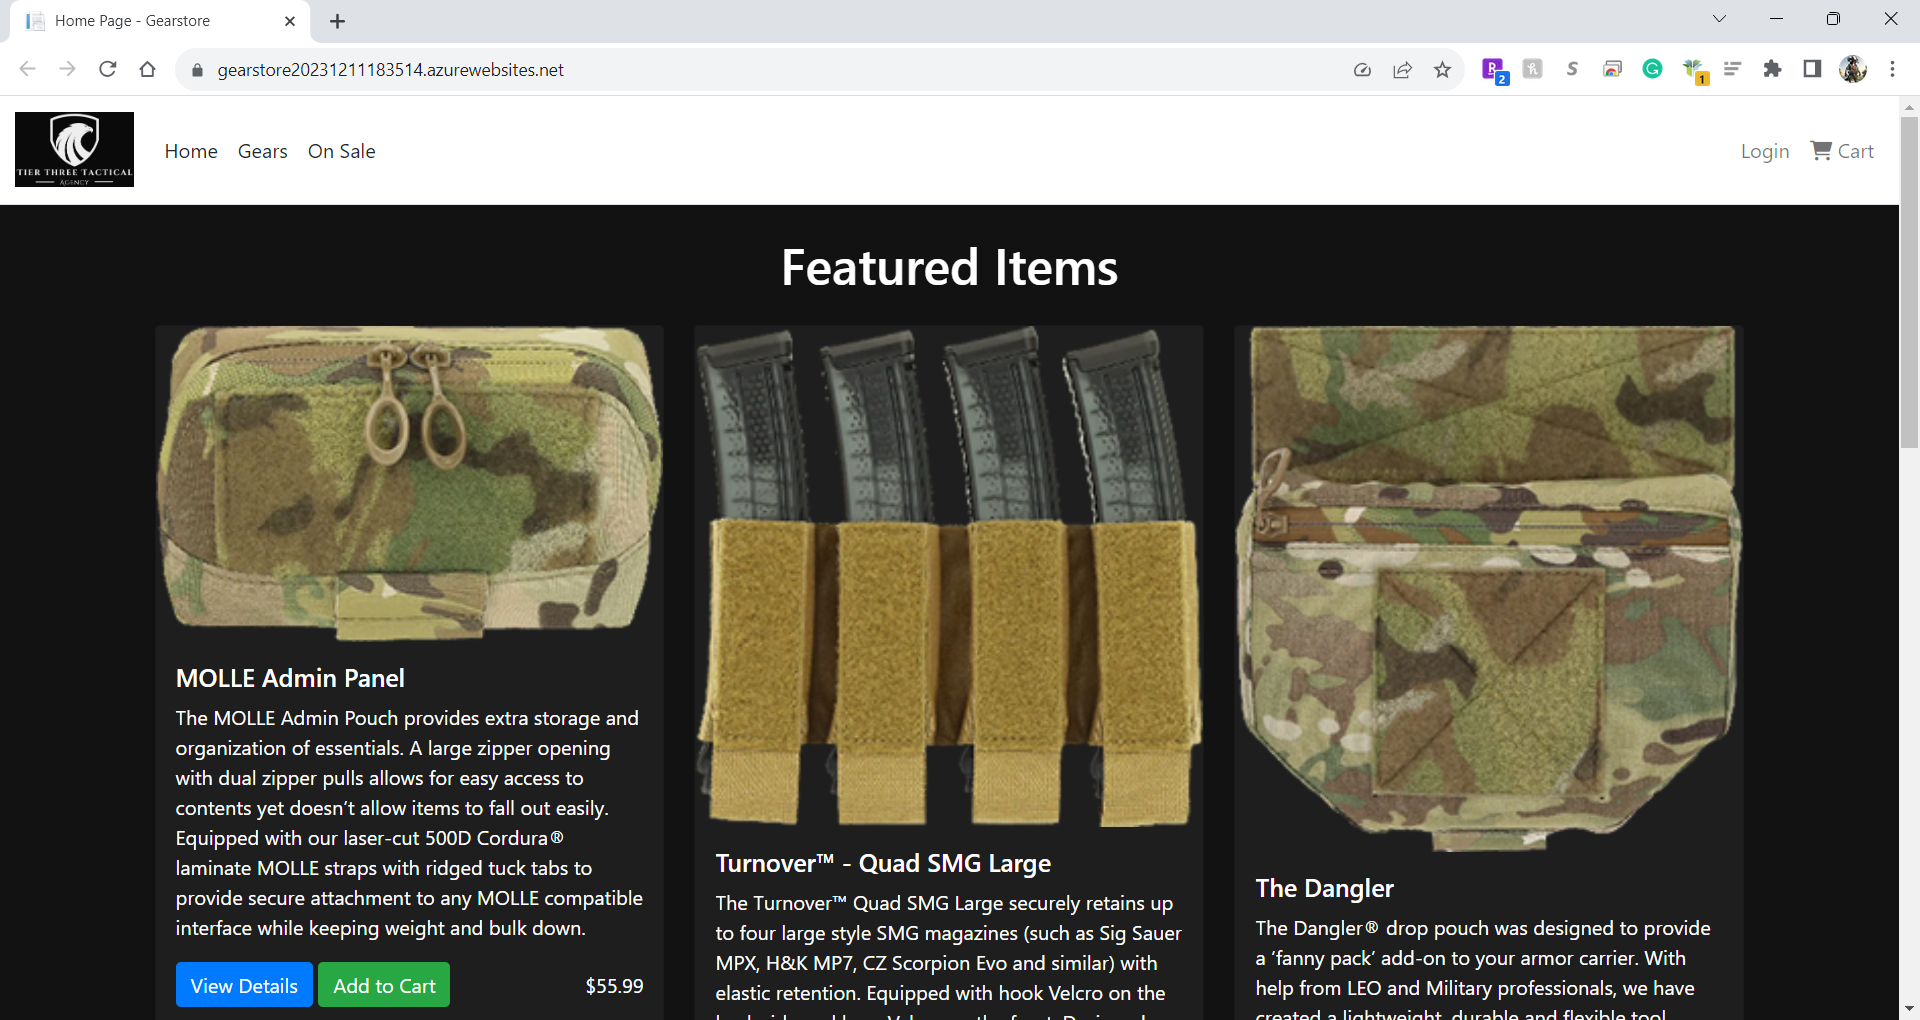 Home Page - Gearstore
gearstore20231211183514.azurewebsites.net
2
1
TIER THREE TACTICAL
AGENCY
Home
Gears
On Sale
Login
Cart
Featured Items
MOLLE Admin Panel
The MOLLE Admin Pouch provides extra storage and
organization of essentials. A large zipper opening
with dual zipper pulls allows for easy access to
contents yet doesn’t allow items to fall out easily.
Equipped with our laser-cut 500D Cordura®
laminate MOLLE straps with ridged tuck tabs to
provide secure attachment to any MOLLE compatible
interface while keeping weight and bulk down.
View Details
Add to Cart
$55.99
Turnover™ - Quad SMG Large
The Turnover™ Quad SMG Large securely retains up
to four large style SMG magazines (such as Sig Sauer
MPX, H&K MP7, CZ Scorpion Evo and similar) with
elastic retention. Equipped with hook Velcro on the
The Dangler
The Dangler® drop pouch was designed to provide
a ‘fanny pack’ add-on to your armor carrier. With
help from LEO and Military professionals, we have
created a lightweight, durable and flexible tool